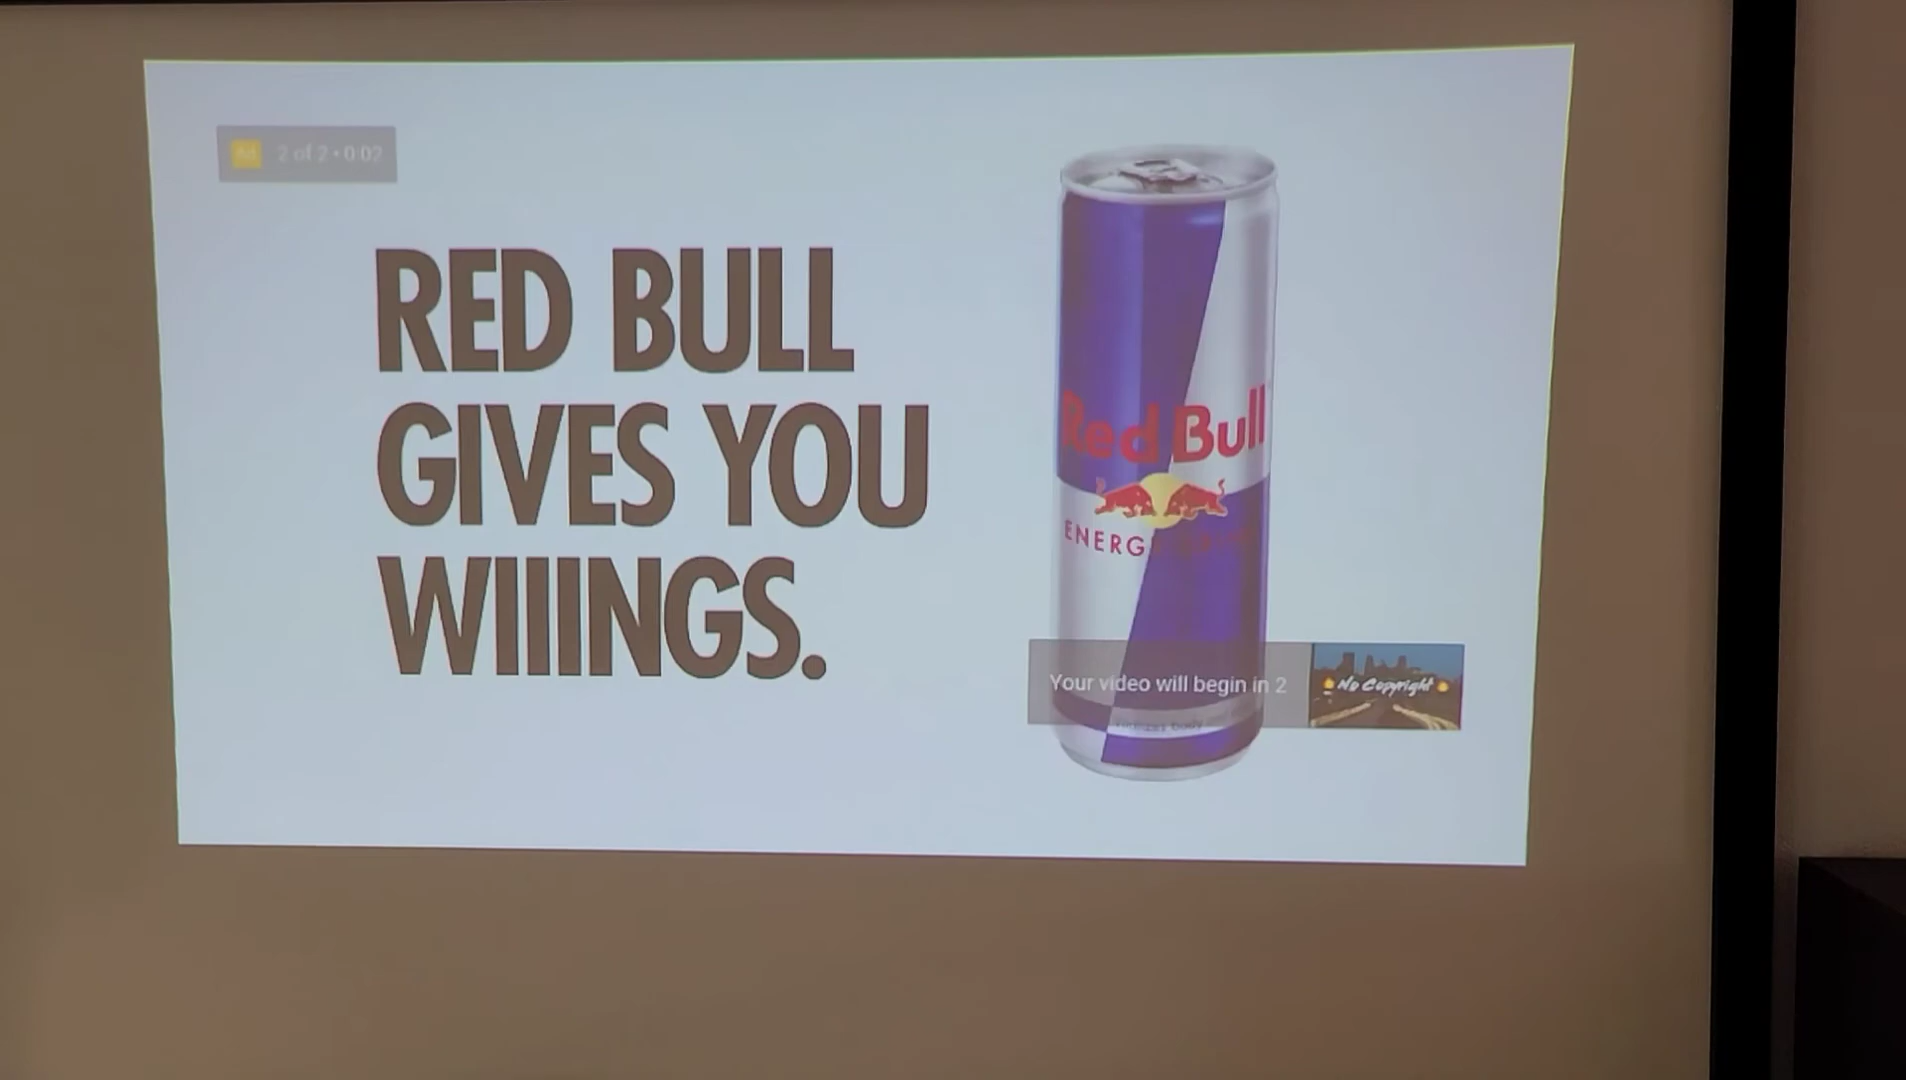 Ad 2 of 2 • 0:02
RED BULL
GIVES YOU
WIIINGS.
Red Bull
ENERGY
Your video will begin in 2
No Copyright